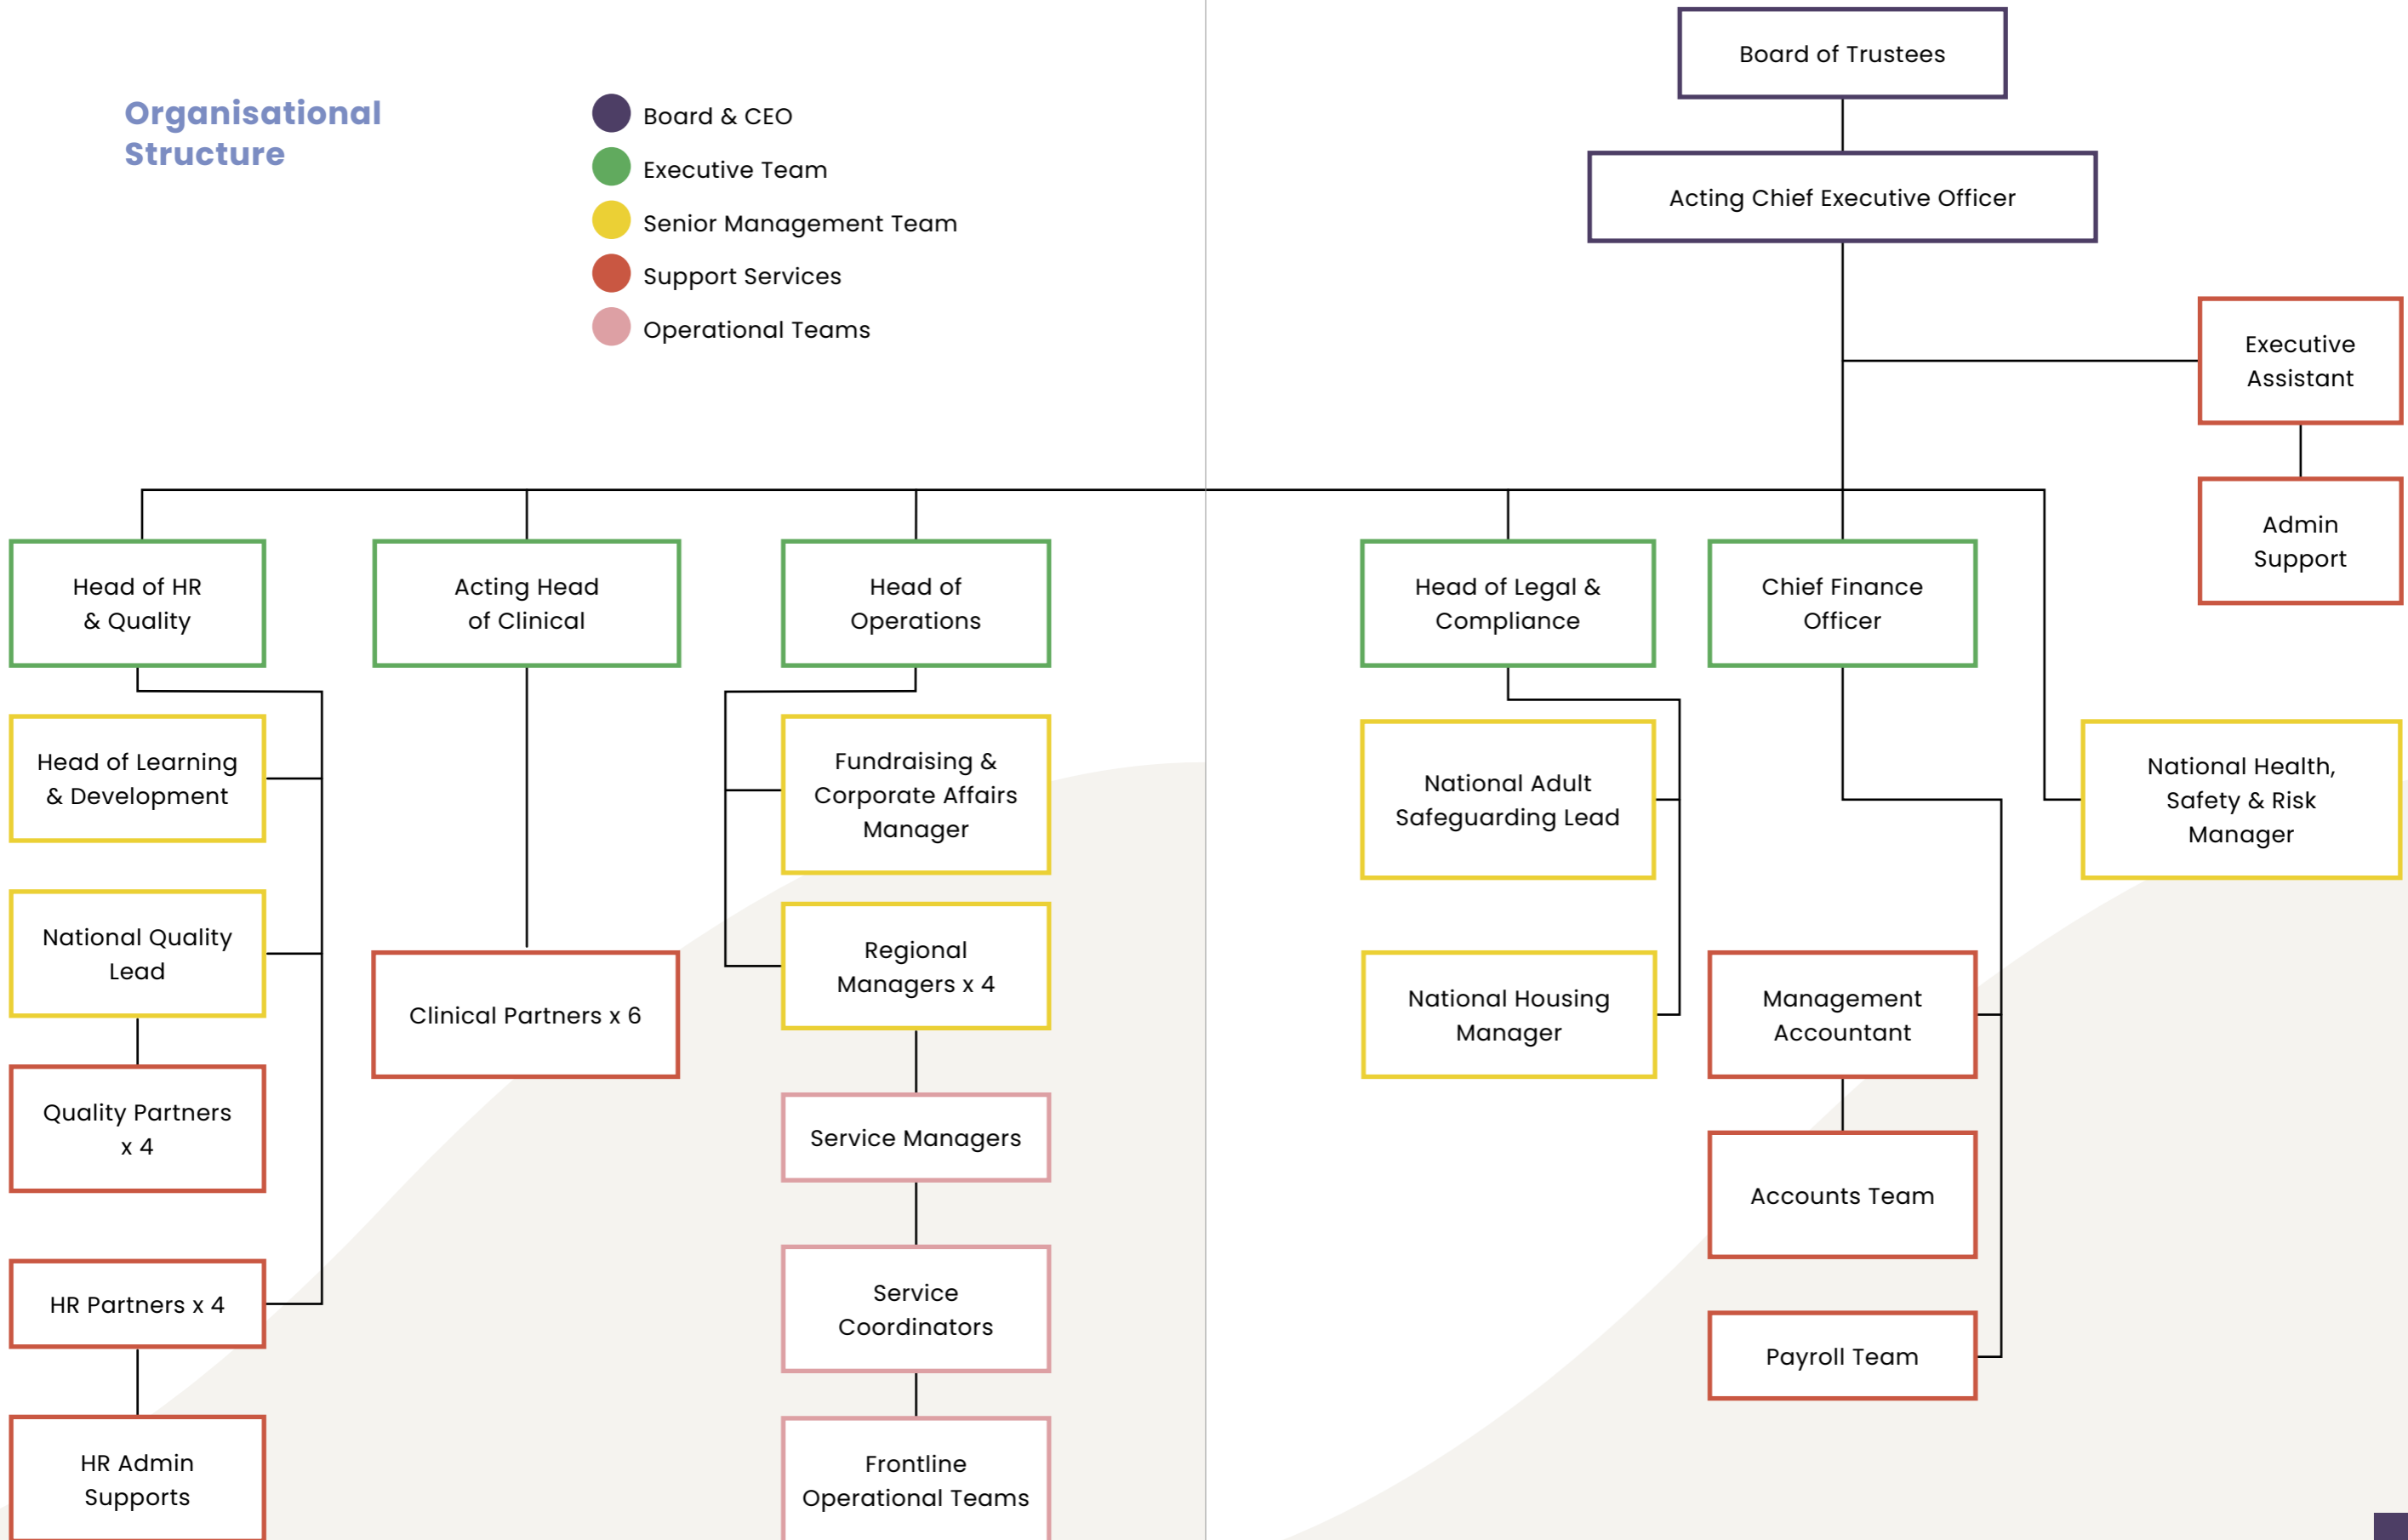 Organisational
Structure
Board & CEO
Executive Team
Senior Management Team
Support Services
Operational Teams
Board of Trustees
Acting Chief Executive Officer
Executive
Assistant
Admin
Support
Head of HR
& Quality
Acting Head
of Clinical
Head of
Operations
Head of Legal &
Compliance
Chief Finance
Officer
Head of Learning
& Development
National Quality
Lead
Quality Partners
x 4
HR Partners x 4
HR Admin
Supports
Clinical Partners x 6
Fundraising &
Corporate Affairs
Manager
Regional
Managers x 4
Service Managers
Service
Coordinators
Frontline
Operational Teams
National Adult
Safeguarding Lead
National Housing
Manager
Management
Accountant
Accounts Team
Payroll Team
National Health,
Safety & Risk
Manager